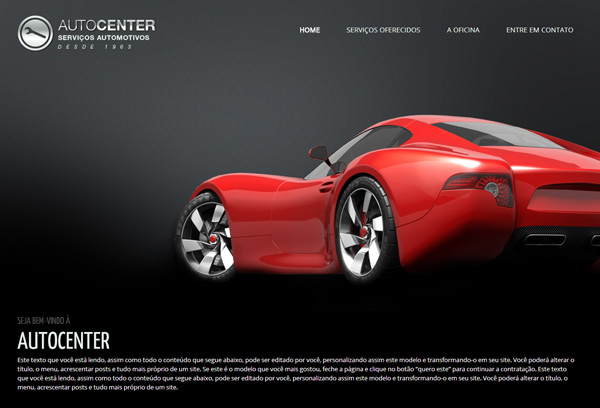 AUTOCENTER
SERVIÇOS AUTOMOTIVOS
DESDE 1963
HOME
SERVIÇOS OFERECIDOS
A OFICINA
ENTRE EM CONTATO
SEJA BEM-VINDO À
AUTOCENTER
Este texto que você está lendo, assim como todo o conteúdo que segue abaixo, pode ser editado por você, personalizando assim este modelo e transformando-o em seu site. Você poderá alterar o
título, o menu, acrescentar posts e tudo mais próprio de um site. Se este é o modelo que você mais gostou, feche a página e clique no botão “quero este” para continuar a contratação. Este texto
que você está lendo, assim como todo o conteúdo que segue abaixo, pode ser editado por você, personalizando assim este modelo e transformando-o em seu site. Você poderá alterar o título, o
menu, acrescentar posts e tudo mais próprio de um site.